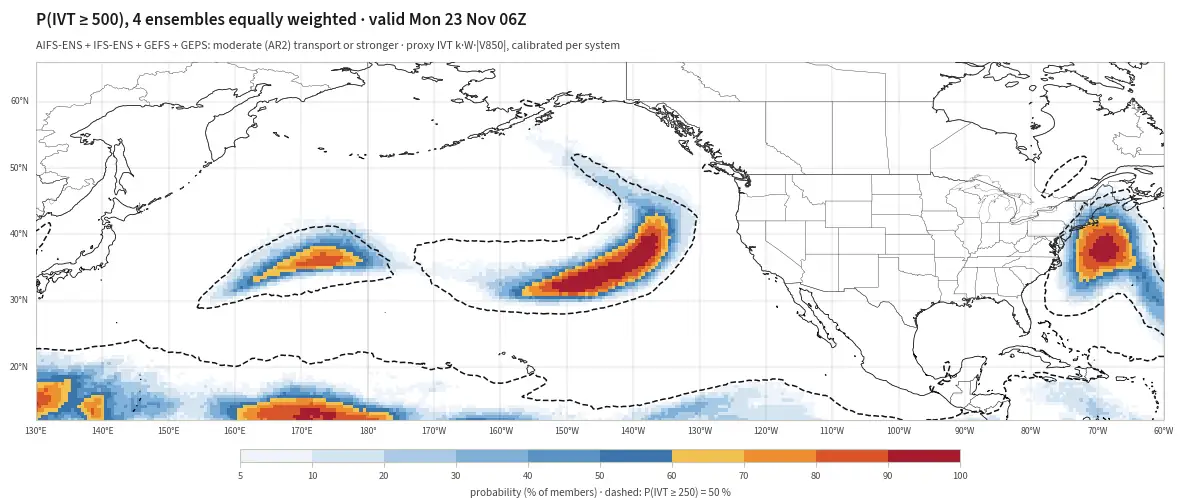 P(IVT ≥ 500), 4 ensembles equally weighted · valid Mon 23 Nov 06Z
AIFS-ENS + IFS-ENS + GEFS + GEPS: moderate (AR2) transport or stronger · proxy IVT k·W·|V850|, calibrated per system
60°N
50°N
40°N
30°N
20°N
130°E 140°E 150°E 160°E 170°E 180° 170°W 160°W 150°W 140°W 130°W 120°W 110°W 100°W 90°W 80°W 70°W 60°W
5 10 20 30 40 50 60 70 80 90 100
probability (% of members) · dashed: P(IVT ≥ 250) = 50 %